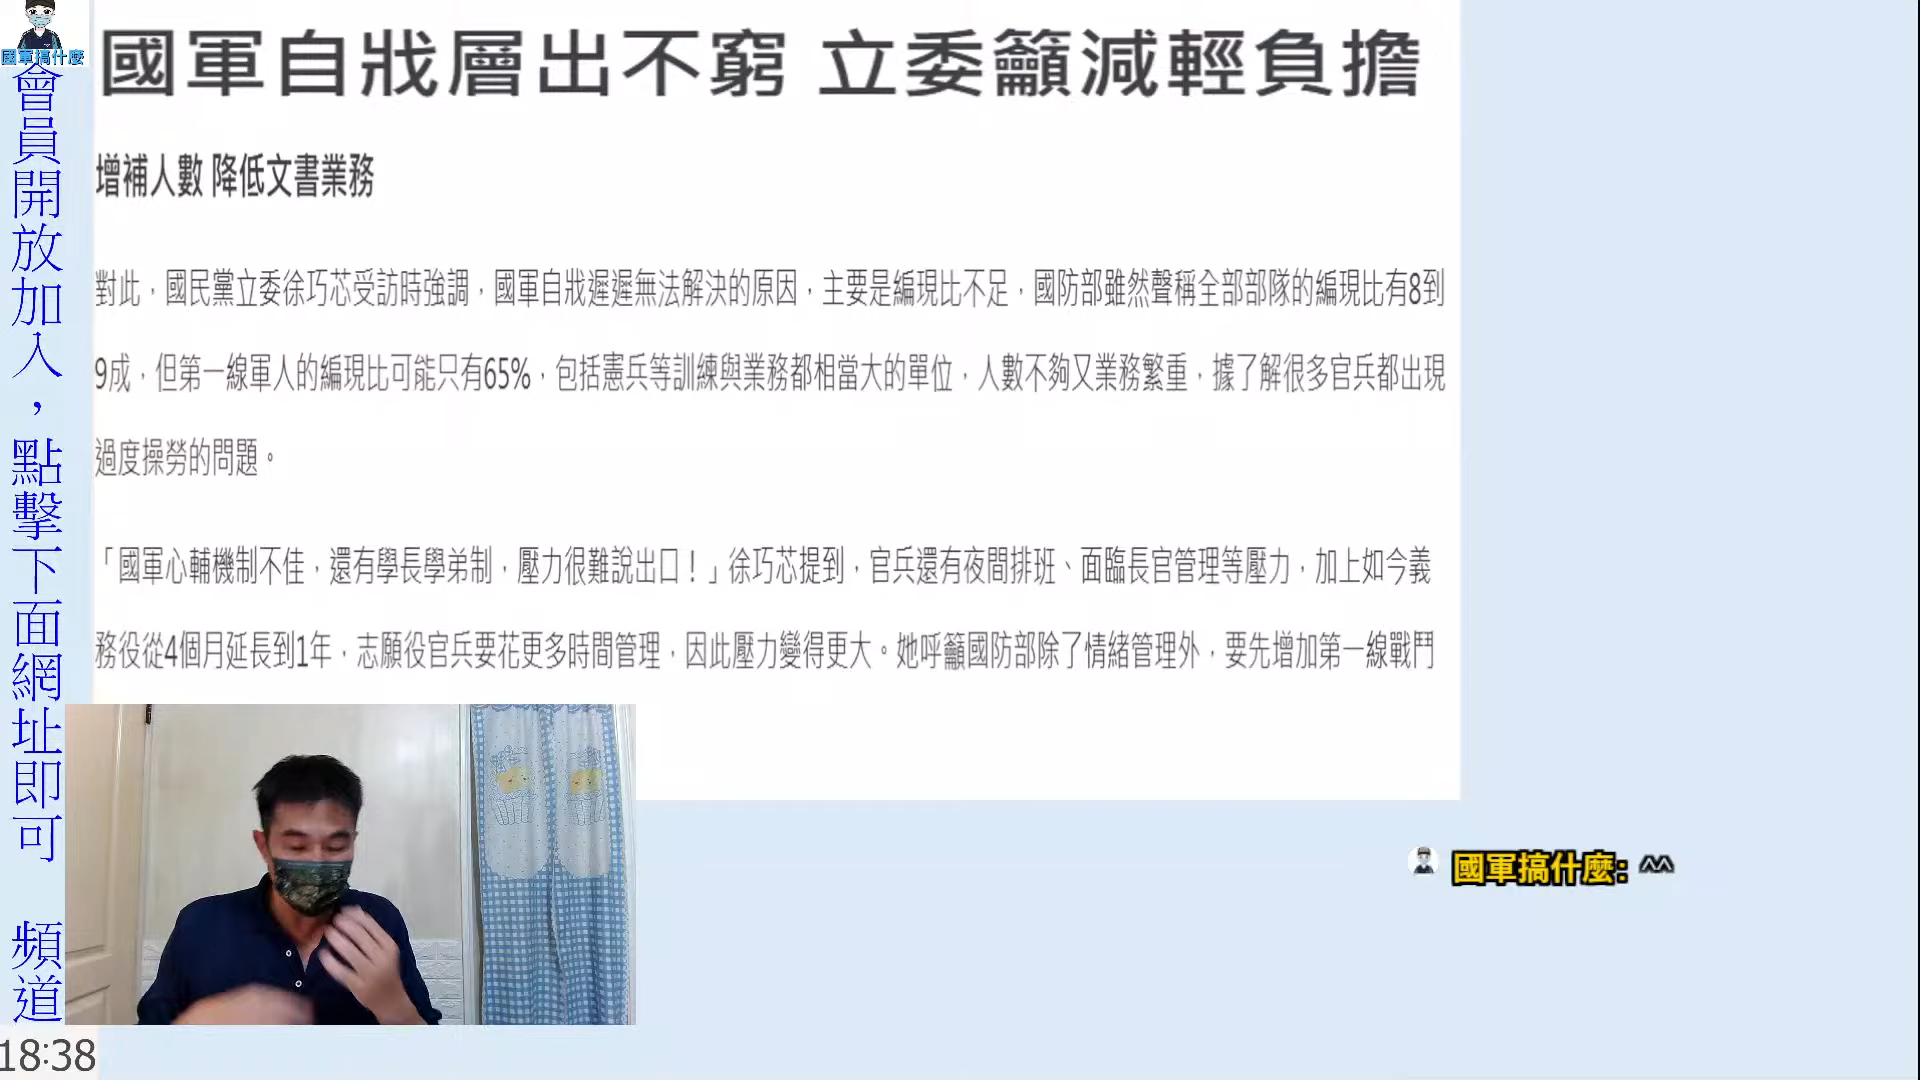 國軍搞什麼
會員開放加入，點擊下面網址即可 頻道
國軍自戕層出不窮 立委籲減輕負擔
增補人數 降低文書業務
對此，國民黨立委徐巧芯受訪時強調，國軍自戕遲遲無法解決的原因，主要是編現比不足，國防部雖然聲稱全部部隊的編現比有8到
9成，但第一線軍人的編現比可能只有65%，包括憲兵等訓練與業務都相當大的單位，人數不夠又業務繁重，據了解很多官兵都出現
過度操勞的問題。
「國軍心輔機制不佳，還有學長學弟制，壓力很難說出口！」徐巧芯提到，官兵還有夜間排班、面臨長官管理等壓力，加上如今義
務役從4個月延長到1年，志願役官兵要花更多時間管理，因此壓力變得更大。她呼籲國防部除了情緒管理外，要先增加第一線戰鬥
國軍搞什麼: ^^
18:38